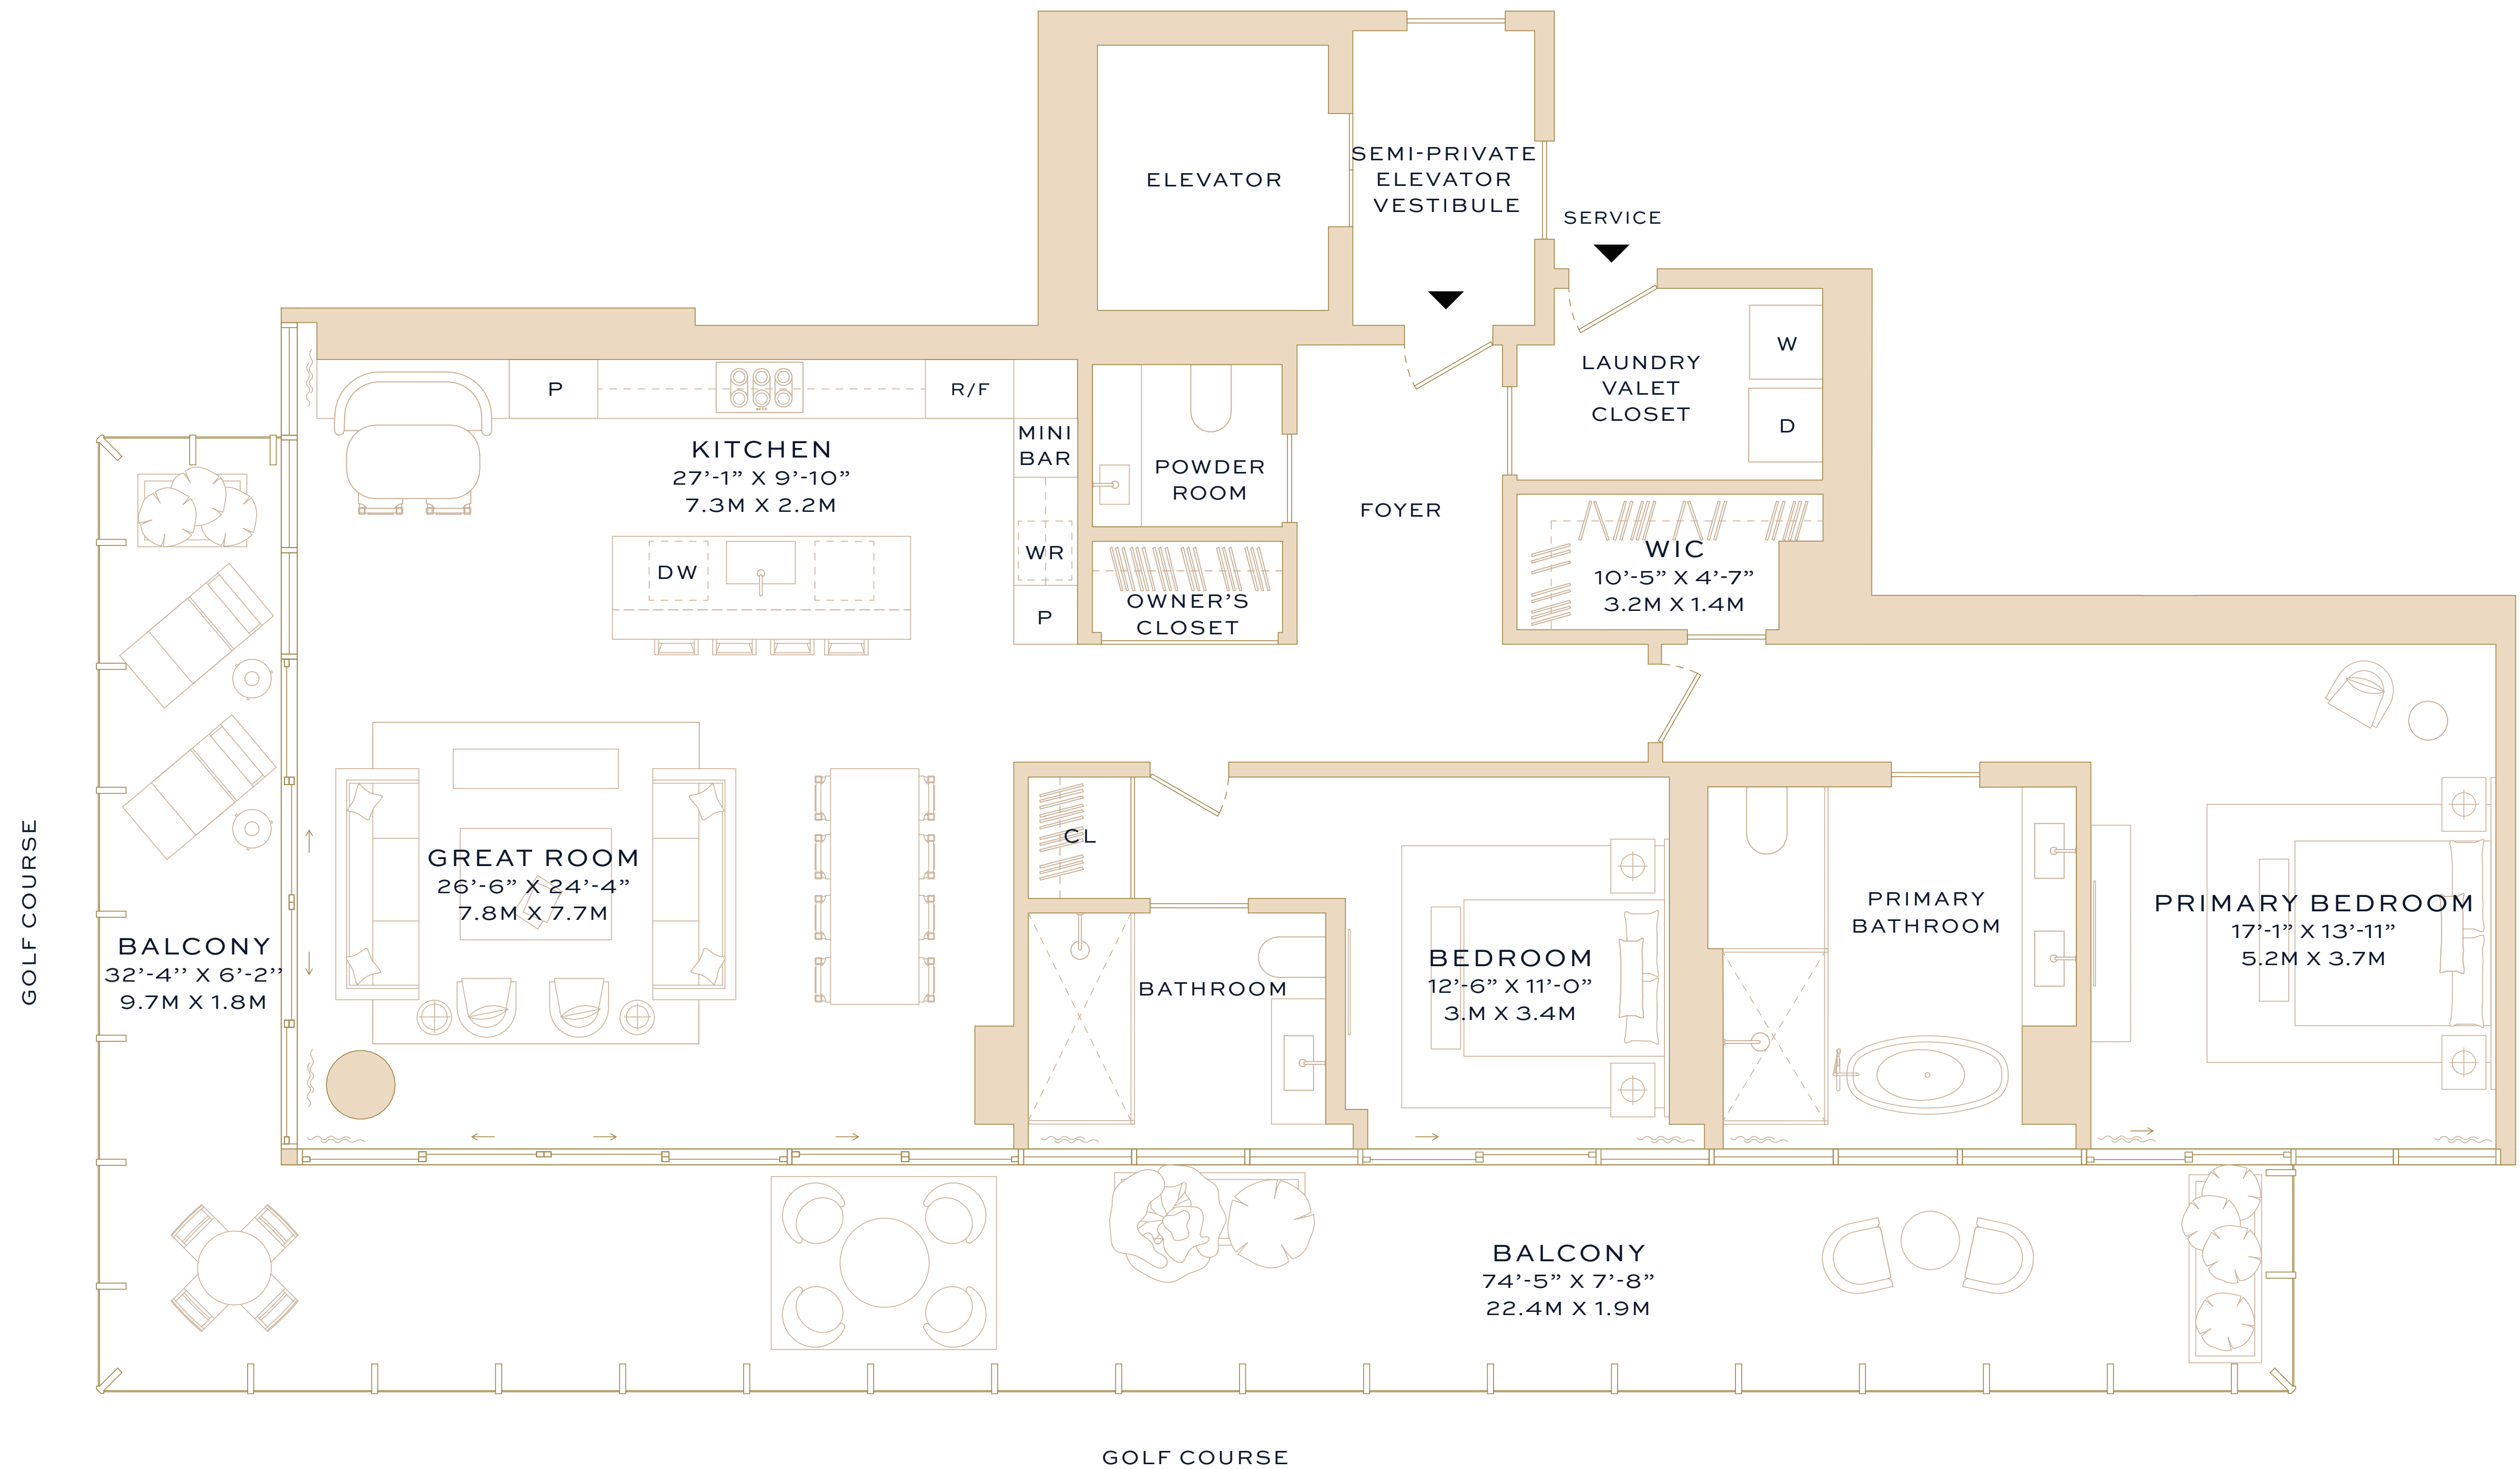 ELEVATOR
SEMI-PRIVATE
ELEVATOR
VESTIBULE
SERVICE
W
LAUNDRY
VALET
CLOSET
D
P
R/F
KITCHEN
27’-1” X 9’-10”
7.3M X 2.2M
MINI
BAR
POWDER
ROOM
FOYER
DW
WR
P
OWNER’S
CLOSET
WIC
10’-5” X 4’-7”
3.2M X 1.4M
GOLF COURSE
BALCONY
32’-4’’ X 6’-2’’
9.7M X 1.8M
GREAT ROOM
26’-6” X 24’-4”
7.8M X 7.7M
CL
BATHROOM
BEDROOM
12’-6” X 11’-0”
3.M X 3.4M
PRIMARY
BATHROOM
PRIMARY BEDROOM
17’-1” X 13’-11”
5.2M X 3.7M
BALCONY
74’-5” X 7’-8”
22.4M X 1.9M
GOLF COURSE